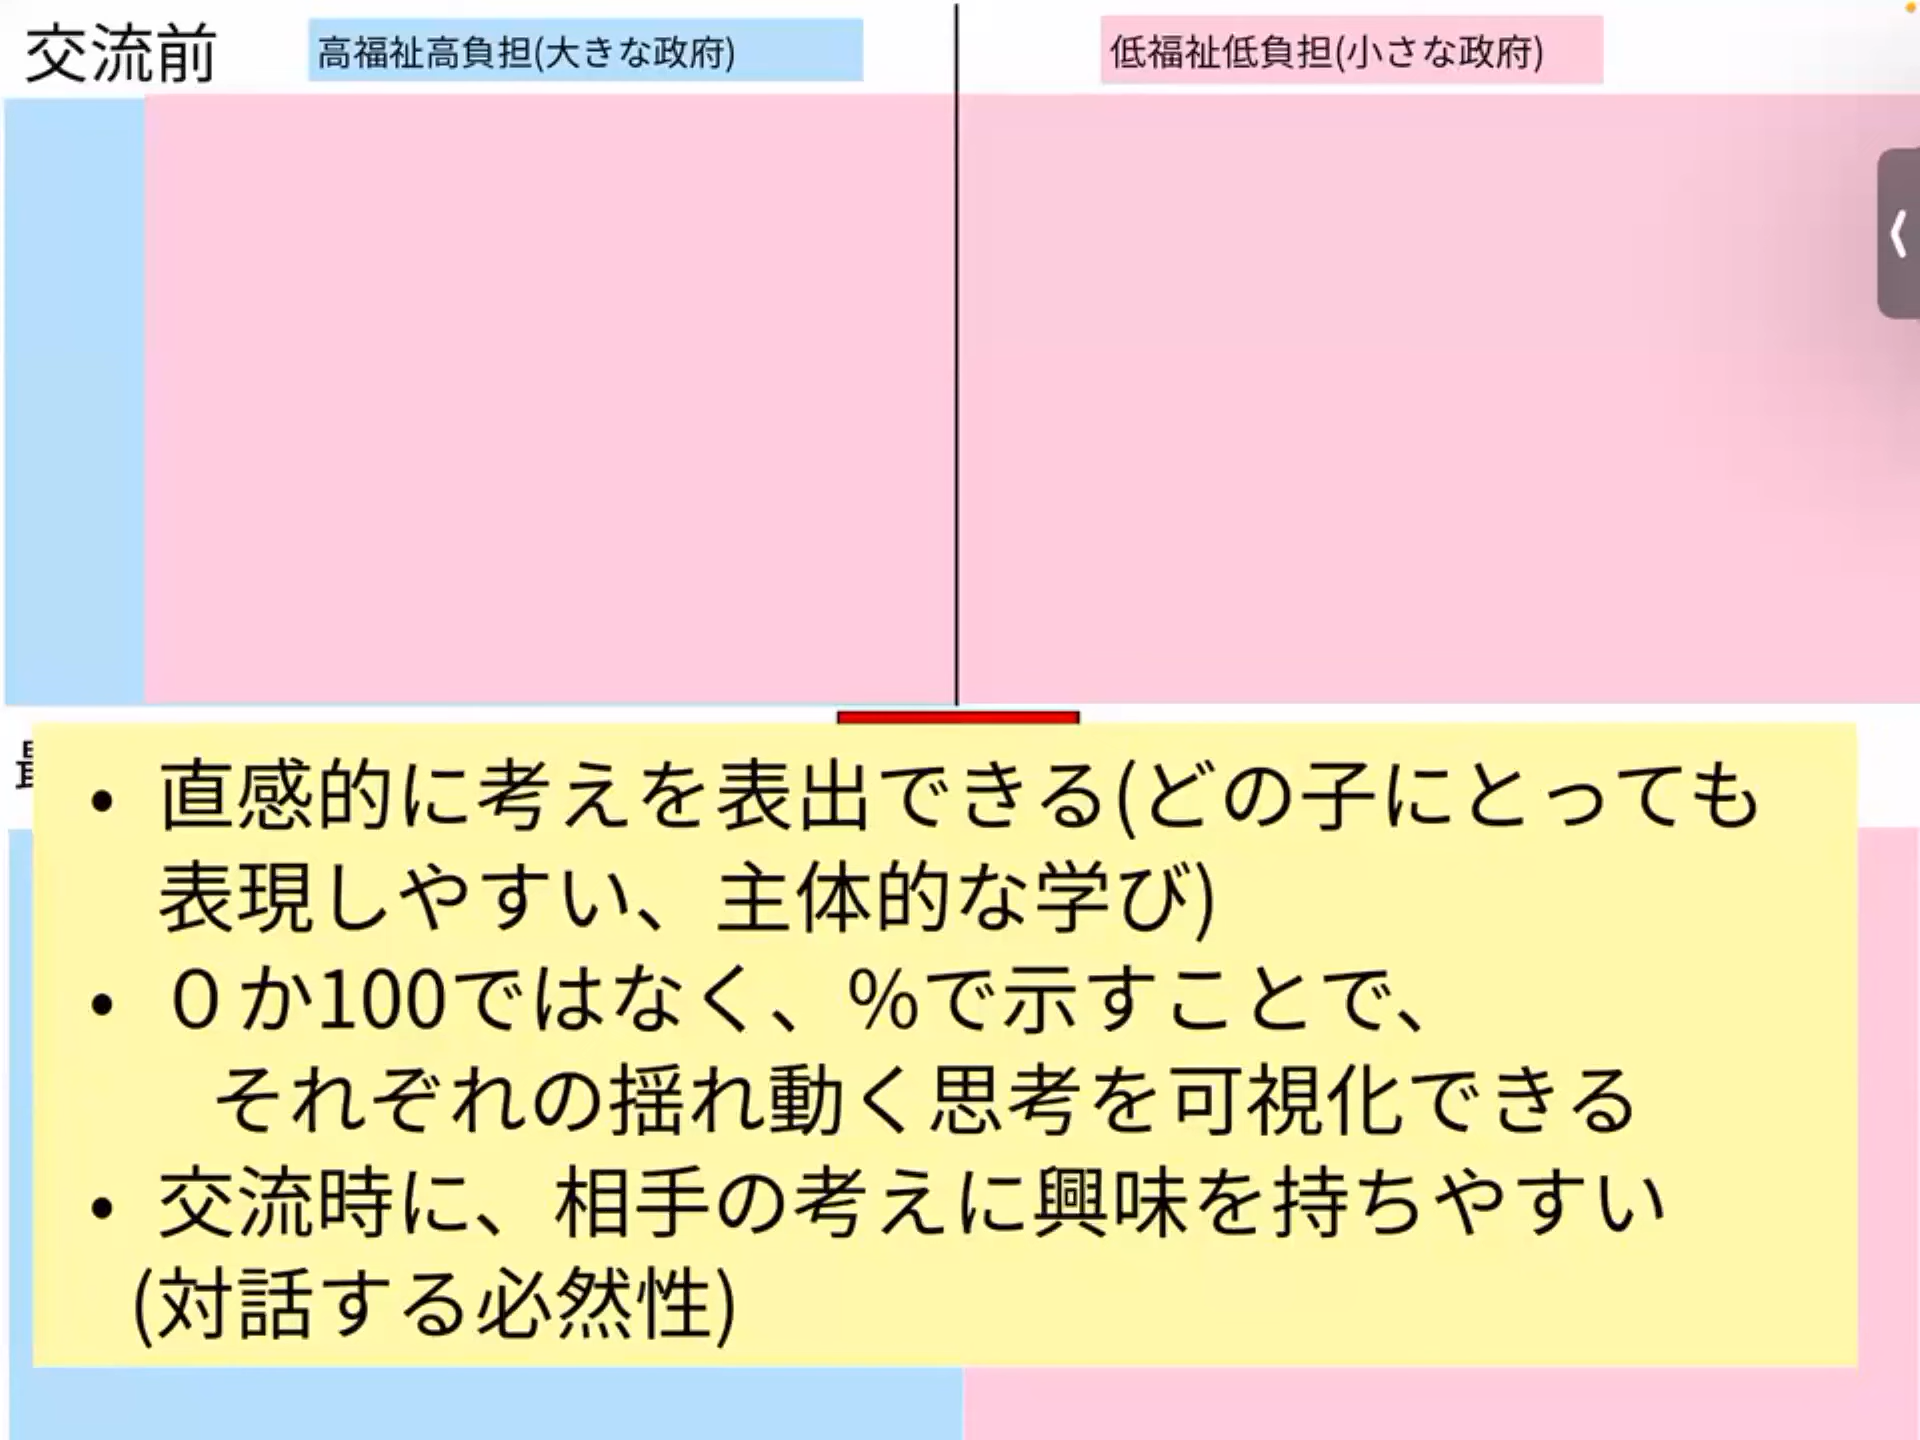 交流前
高福祉高負担(大きな政府)
低福祉低負担(小さな政府)
• 直感的に考えを表出できる(どの子にとっても
表現しやすい、主体的な学び)
• ０か100ではなく、%で示すことで、
それぞれの揺れ動く思考を可視化できる
• 交流時に、相手の考えに興味を持ちやすい
(対話する必然性)